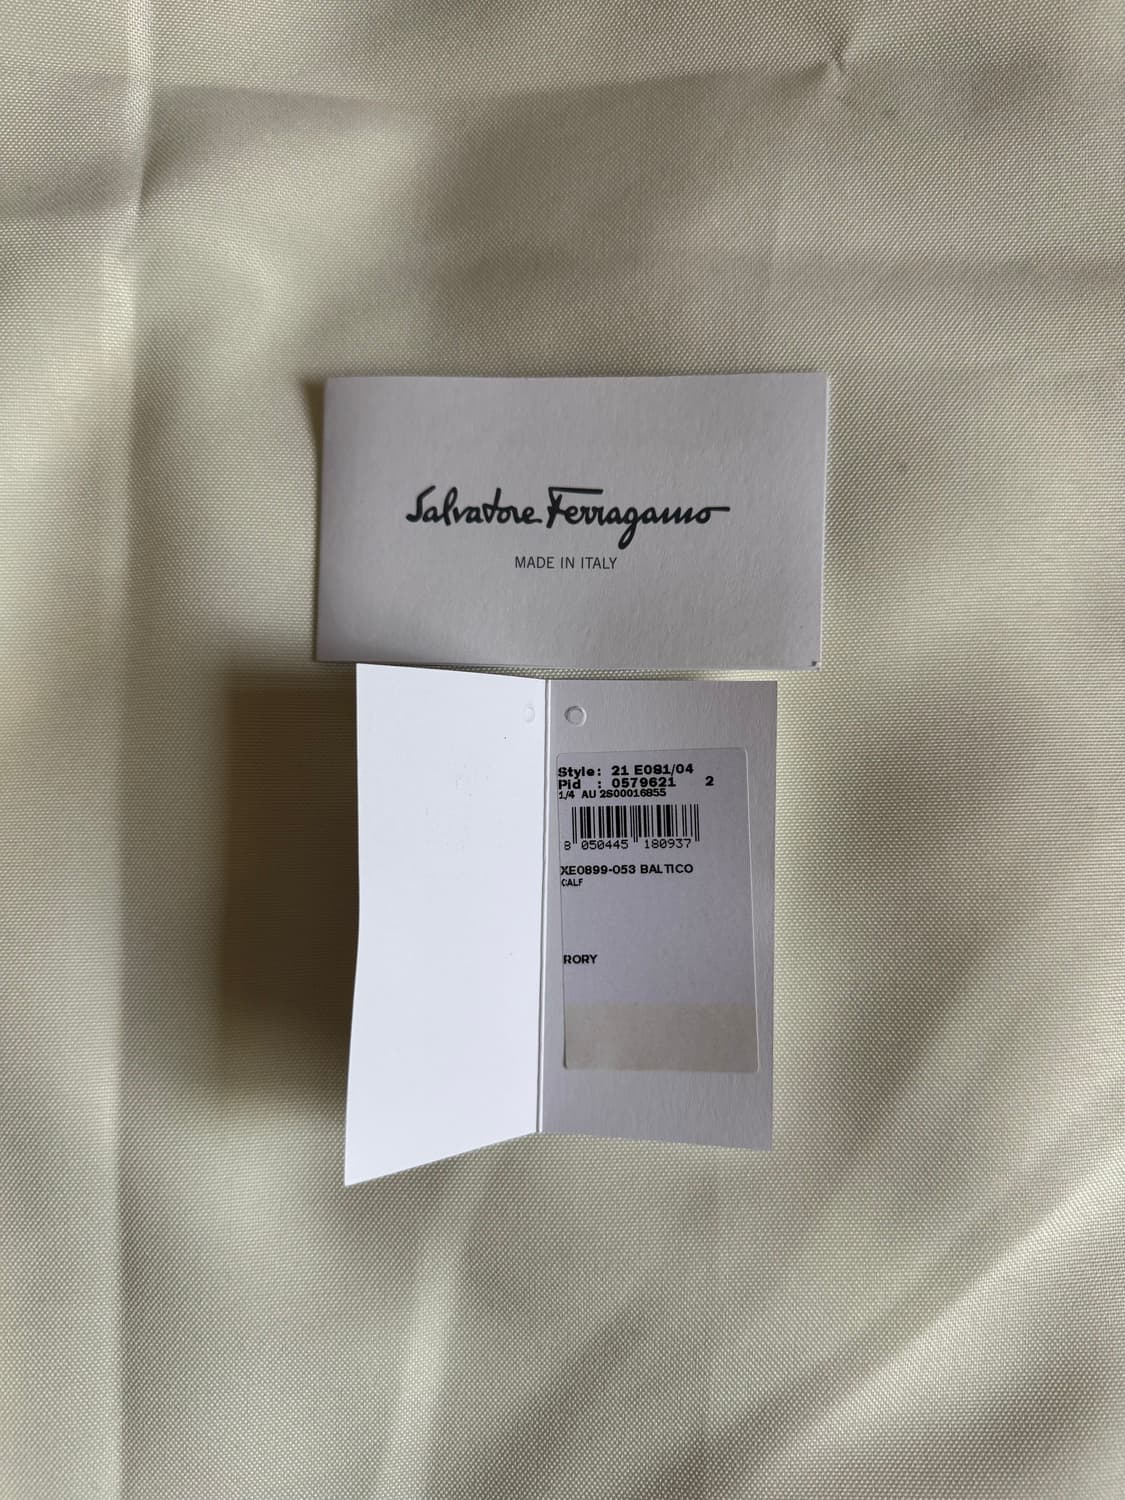 Salvatore Ferragamo
MADE IN ITALY
Style: 21 E081/04
Pid : 0579621 2
1/4 AU 2S00016855
8 050445 180937
XE0899-053 BALTICO
CALF
RORY